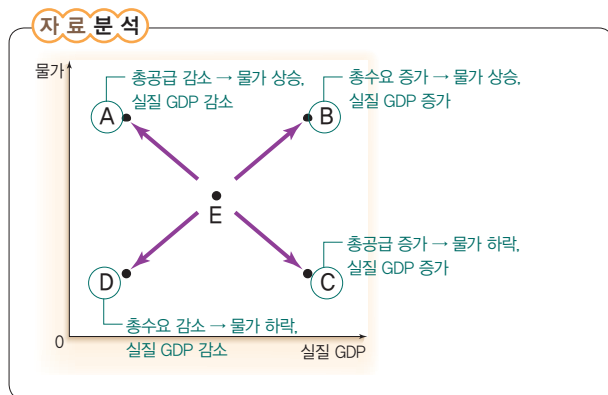 자료분석
물가
총공급 감소 → 물가 상승,
실질 GDP 감소
A
총수요 증가 → 물가 상승,
실질 GDP 증가
B
E
총공급 증가 → 물가 하락,
실질 GDP 증가
C
D
총수요 감소 → 물가 하락,
실질 GDP 감소
0
실질 GDP